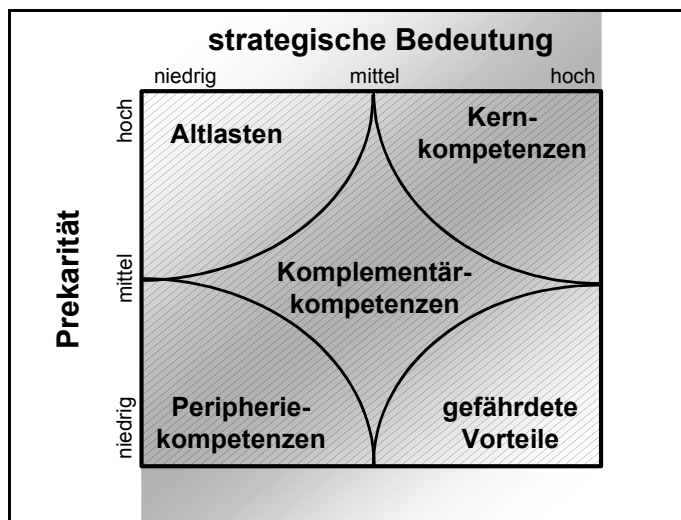 strategische Bedeutung
niedrig mittel hoch
Prekarität
hoch
mittel
niedrig
Altlasten
Kern-
kompetenzen
Komplementär-
kompetenzen
Peripherie-
kompetenzen
gefährdete
Vorteile